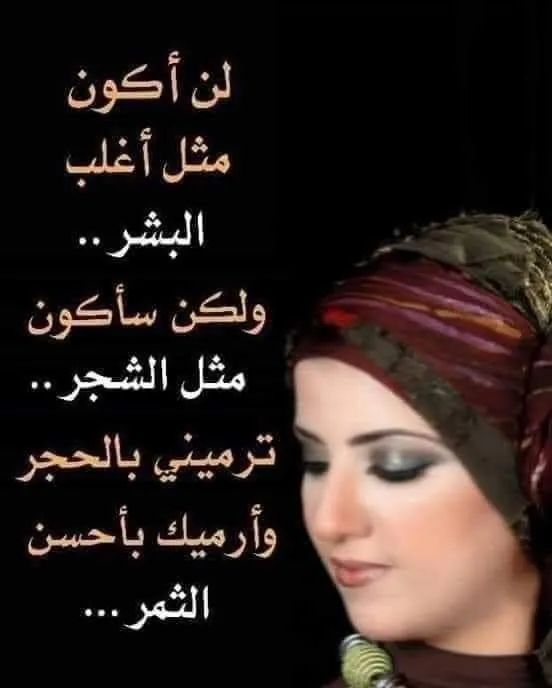 لن أكون
مثل أغلب
البشر ..
ولكن سأكون
مثل الشجر ..
ترميني بالحجر
وأرميك بأحسن
الثمر ...